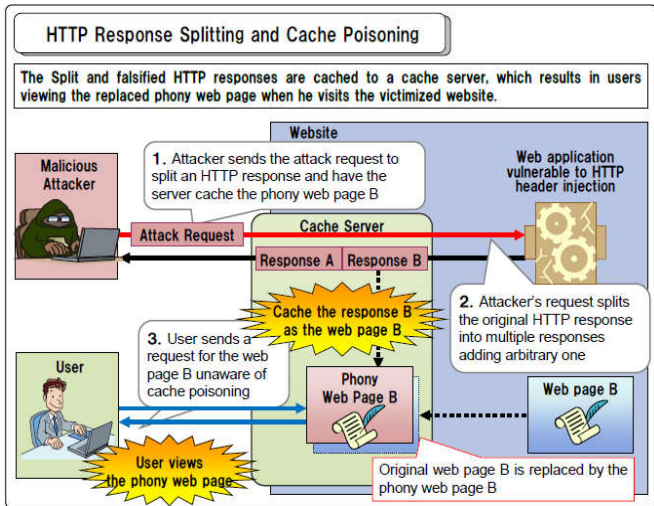 HTTP Response Splitting and Cache Poisoning
The Split and falsified HTTP responses are cached to a cache server, which results in users
viewing the replaced phony web page when he visits the victimized website.
Website
Malicious
Attacker
1. Attacker sends the attack request to
split an HTTP response and have the
server cache the phony web page B
Web application
vulnerable to HTTP
header injection
Attack Request
Cache Server
Response A
Response B
Cache the response B
as the web page B
2. Attacker's request splits
the original HTTP response
into multiple responses
adding arbitrary one
3. User sends a
request for the web
page B unaware of
cache poisoning
User
Phony
Web Page B
Web page B
User views
the phony web page
Original web page B is replaced by the
phony web page B